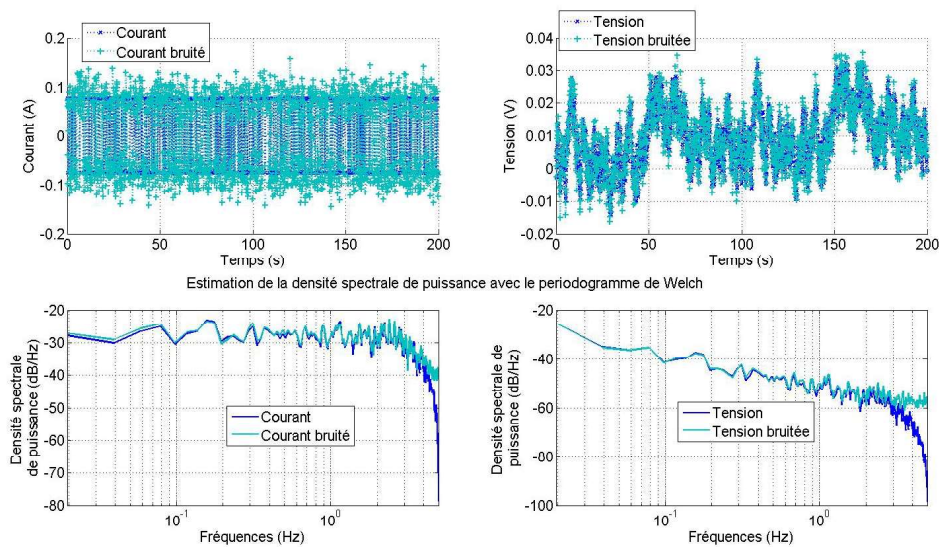 Courant
Courant bruité
0.2
0.1
0
-0.1
-0.2
Courant (A)
0 50 100 150 200
Temps (s)
Tension
Tension bruitée
0.04
0.03
0.02
0.01
0
-0.01
-0.02
Tension (V)
0 50 100 150 200
Temps (s)
Estimation de la densité spectrale de puissance avec le periodogramme de Welch
-20
-30
-40
-50
-60
-70
-80
Densité spectrale
de puissance (dB/Hz)
Courant
Courant bruité
10-1 100
Fréquences (Hz)
-20
-40
-60
-80
-100
Densité spectrale de
puissance (dB/Hz)
Tension
Tension bruitée
10-1 100
Fréquences (Hz)